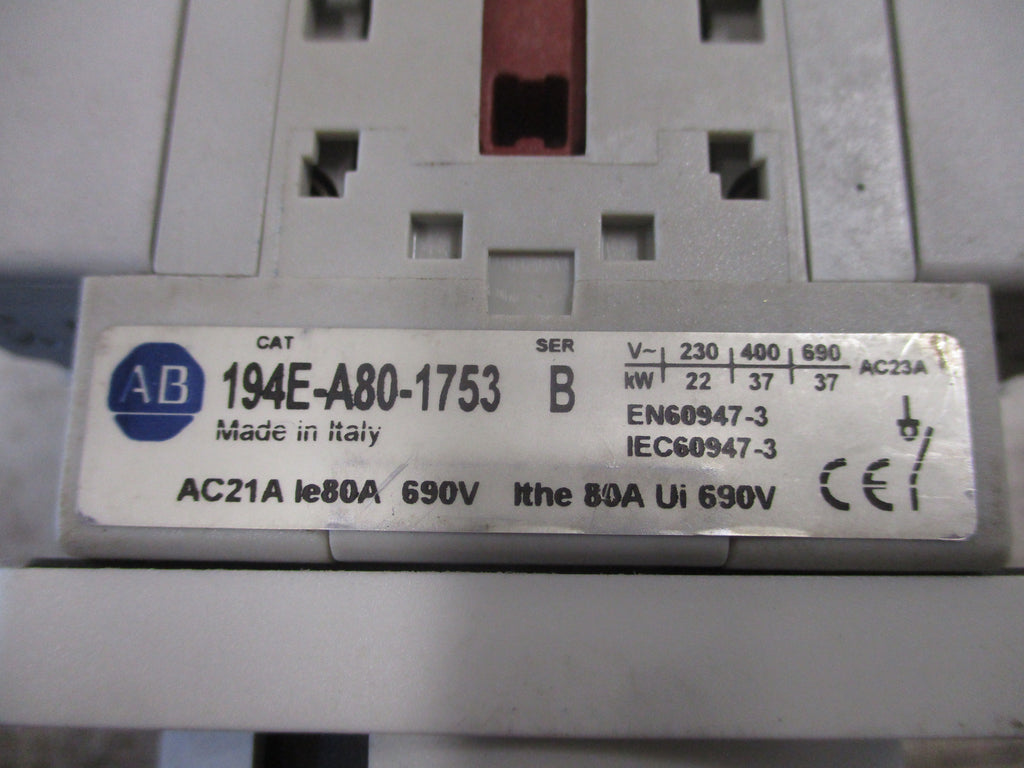 CAT
194E-A80-1753
SER
B
AB
Made in Italy
V~ 230 400 690
kW 22 37 37
AC23A
EN60947-3
IEC60947-3
AC21A Ie80A 690V Ithe 80A Ui 690V
CE